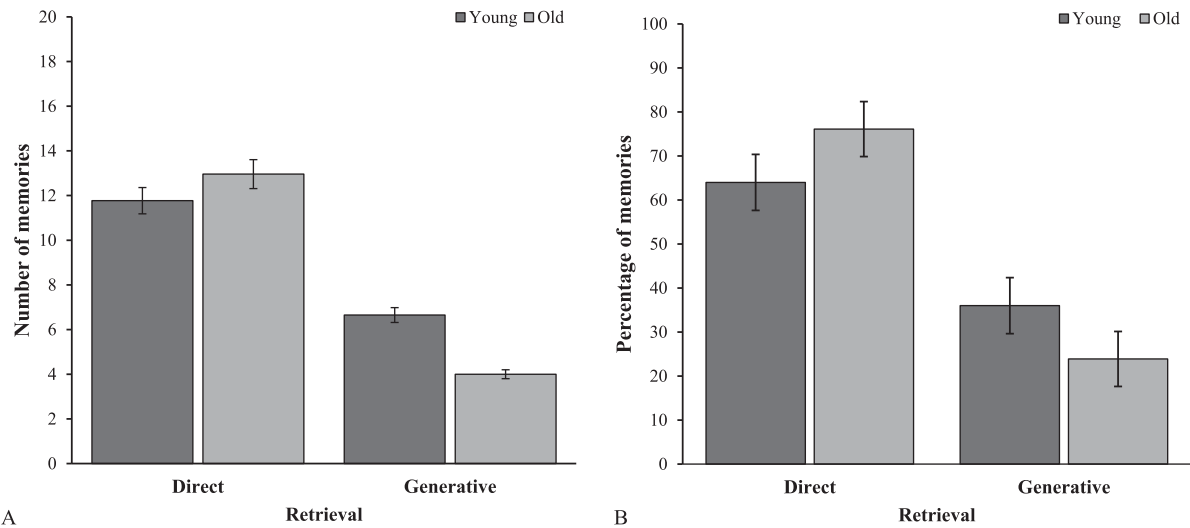 Young Old
20
18
16
14
12
10
8
6
4
2
0
Number of memories
Direct Generative
Retrieval
A
Young Old
100
90
80
70
60
50
40
30
20
10
0
Percentage of memories
Direct Generative
Retrieval
B